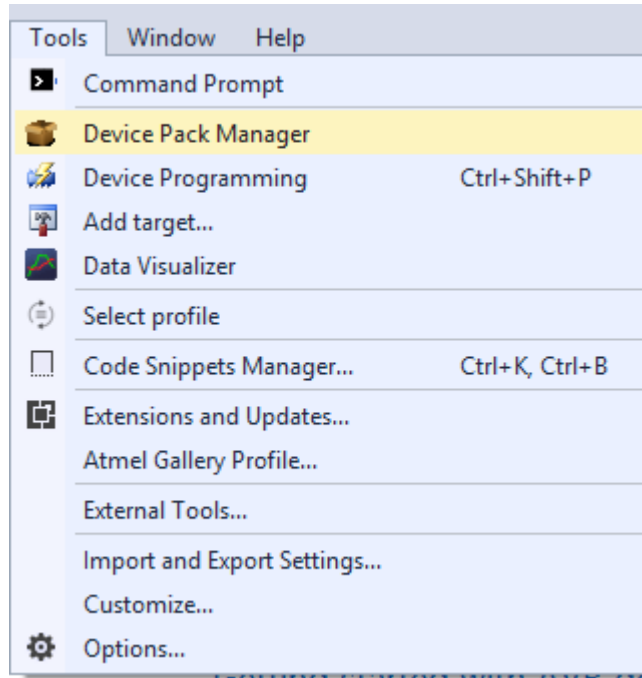 Tools Window Help
Command Prompt
Device Pack Manager
Device Programming Ctrl+Shift+P
Add target...
Data Visualizer
Select profile
Code Snippets Manager... Ctrl+K, Ctrl+B
Extensions and Updates...
Atmel Gallery Profile...
External Tools...
Import and Export Settings...
Customize...
Options...